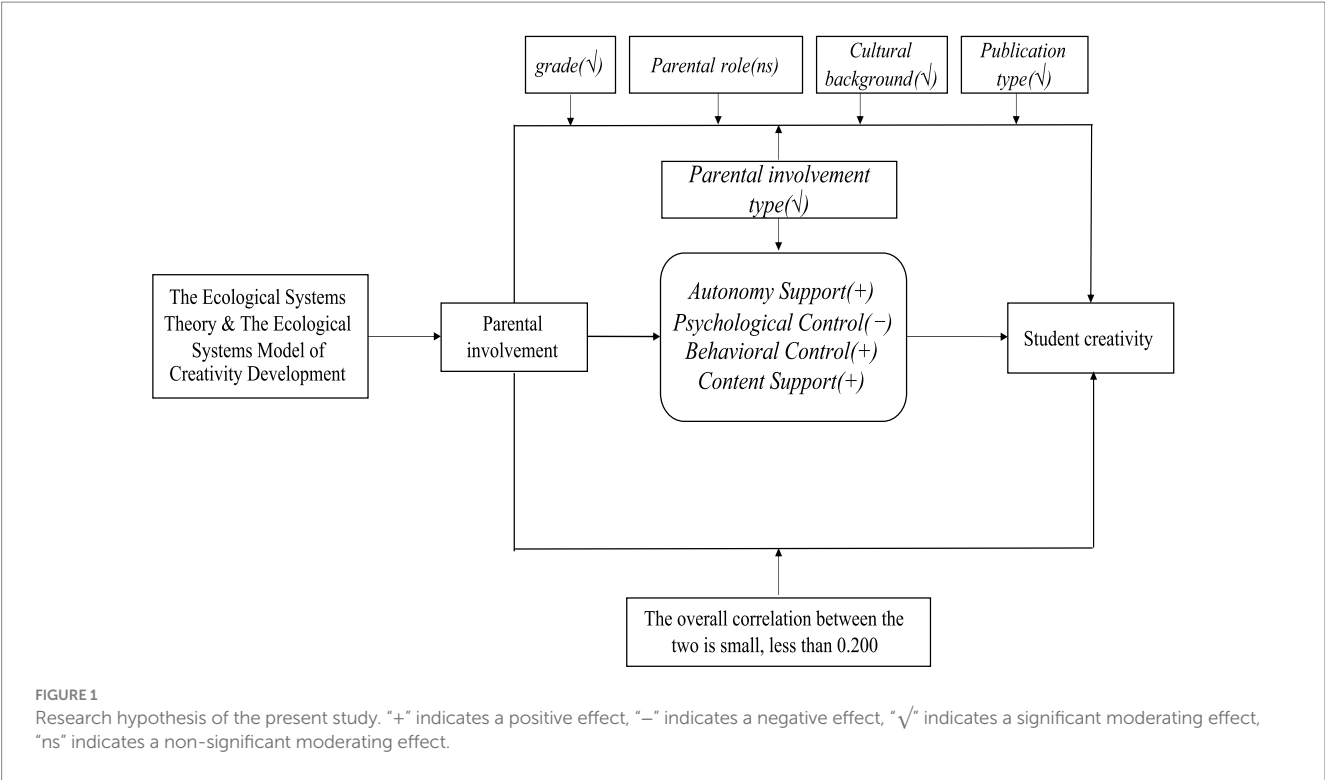 grade(√)
Parental role(ns)
Cultural
background(√)
Publication
type(√)
Parental involvement
type(√)
The Ecological Systems
Theory & The Ecological
Systems Model of
Creativity Development
Parental
involvement
Autonomy Support(+)
Psychological Control(−)
Behavioral Control(+)
Content Support(+)
Student creativity
The overall correlation between the
two is small, less than 0.200
FIGURE 1
Research hypothesis of the present study. “+” indicates a positive effect, “−” indicates a negative effect, “√” indicates a significant moderating effect,
“ns” indicates a non-significant moderating effect.